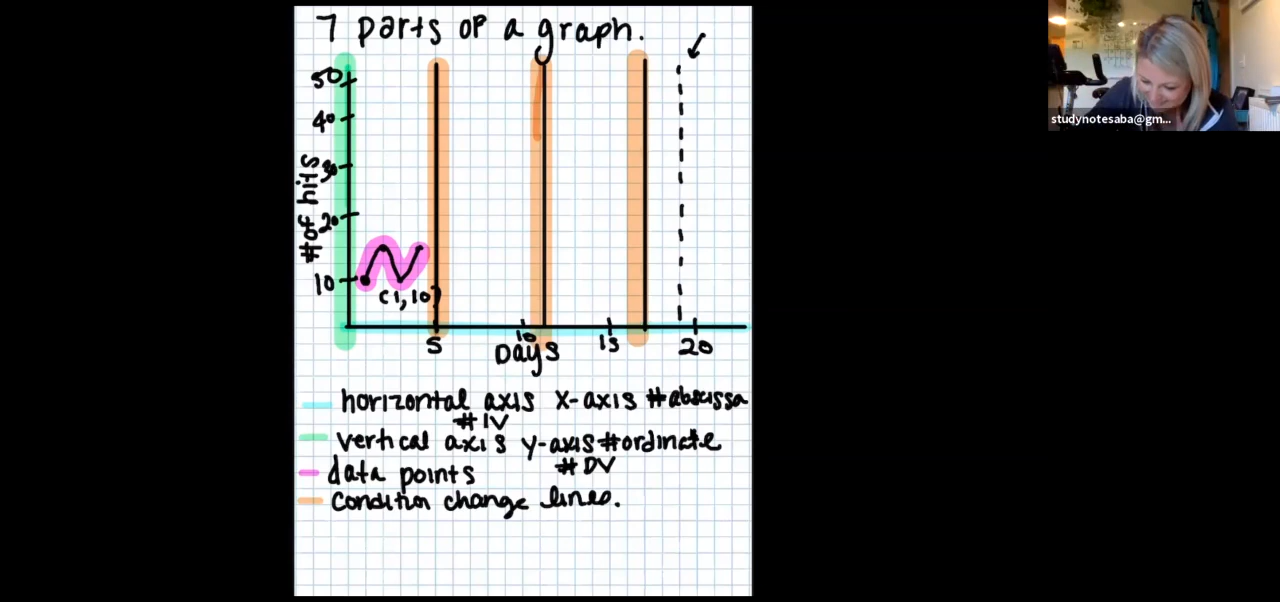 7 parts of a graph.
50
40
30
20
10
# of hits
(1,10)
5
10
15
20
Days
horizontal axis x-axis #abscissa
#IV
vertical axis y-axis #ordinate
#DV
data points
condition change lines.
studynotesaba@gm...